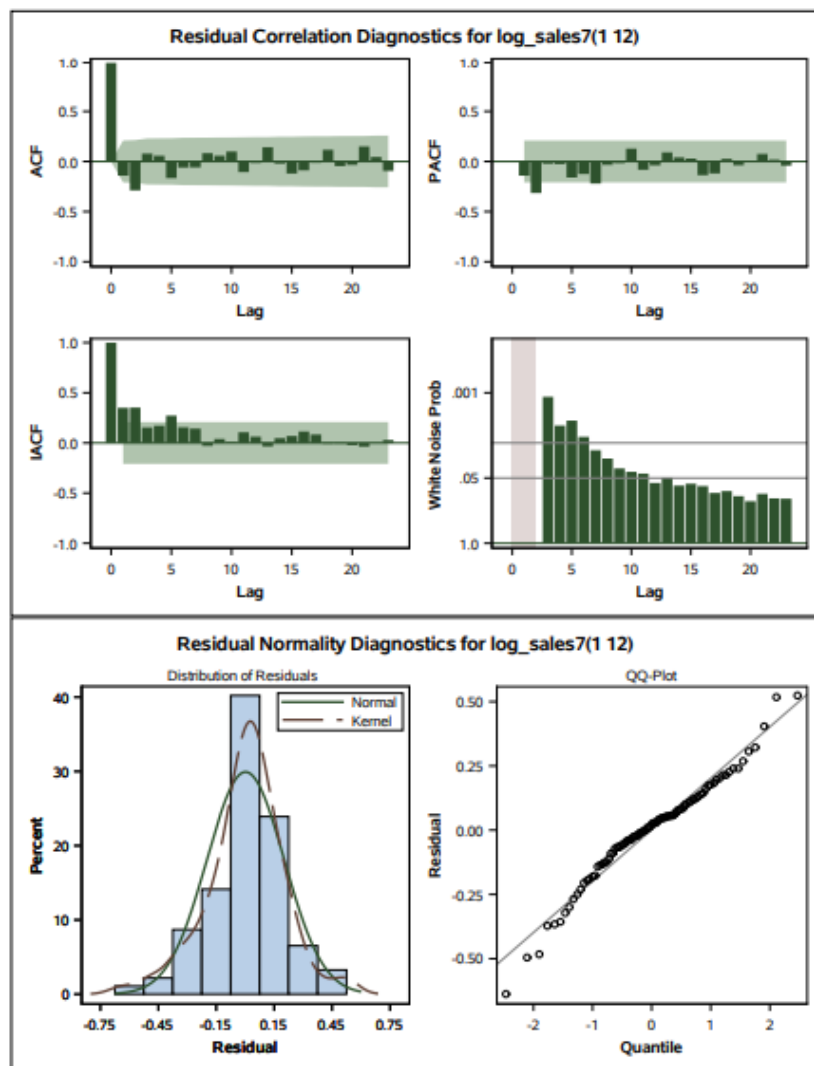 Residual Correlation Diagnostics for log_sales7(1 12)
1.0
0.5
0.0
-0.5
-1.0
ACF
0 5 10 15 20
Lag
1.0
0.5
0.0
-0.5
-1.0
PACF
0 5 10 15 20
Lag
1.0
0.5
0.0
-0.5
-1.0
IACF
0 5 10 15 20
Lag
.001
.05
1.0
White Noise Prob
0 5 10 15 20
Lag
Residual Normality Diagnostics for log_sales7(1 12)
Distribution of Residuals
40
30
20
10
0
Percent
Normal
Kernel
-0.75 -0.45 -0.15 0.15 0.45 0.75
Residual
QQ-Plot
0.50
0.25
0.00
-0.25
-0.50
Residual
-2 -1 0 1 2
Quantile